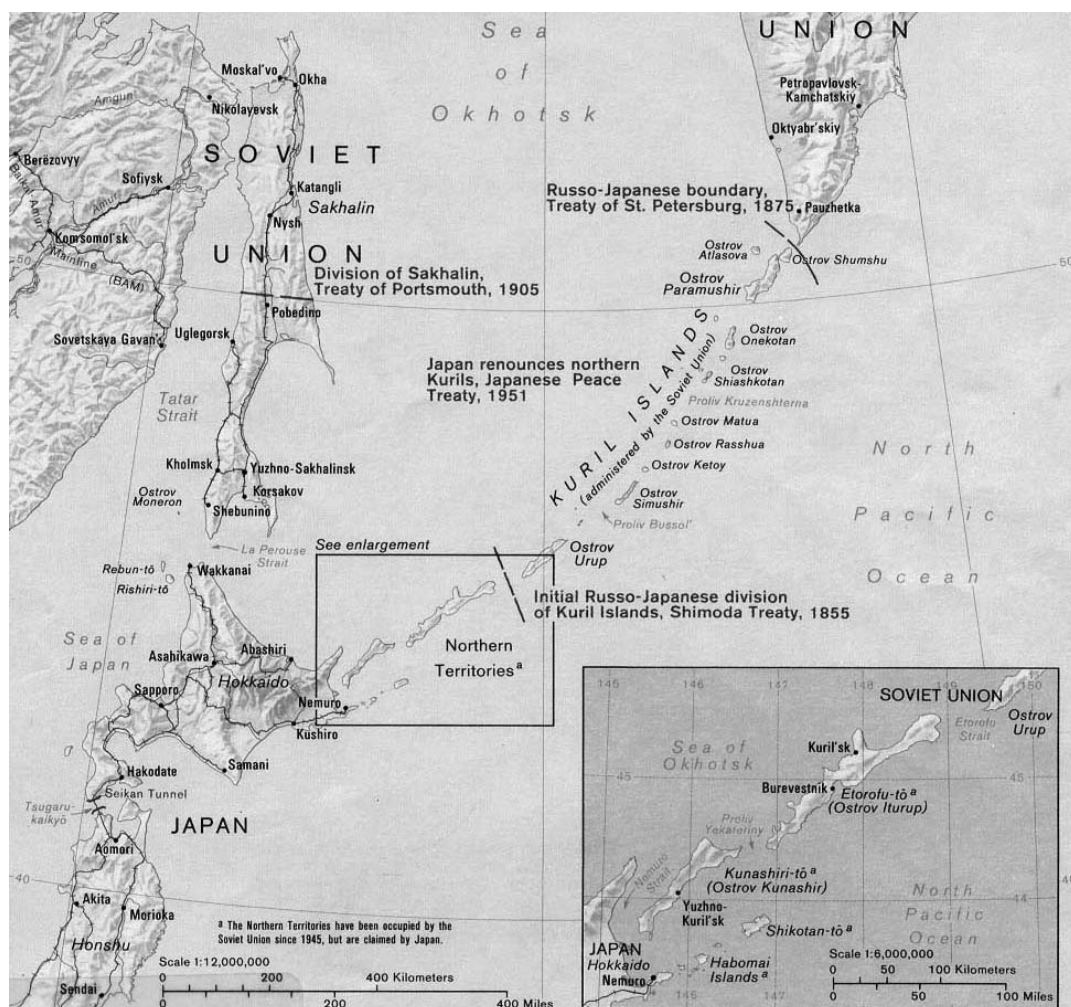 Sea
of
Okhotsk
UNION
Moskal'vo
Okha
Nikolayevsk
Amgun
Petropavlovsk-
Kamchatskiy
Oktyabr'skiy
Berëzovyy
SOVIET
Sofiysk
Katangli
Sakhalin
Russo-Japanese boundary,
Treaty of St. Petersburg, 1875
Pauzhetka
Baikal Amur
Amur
Nysh
Komsomol'sk
Mainline
(BAM)
50
UNION
Ostrov
Atlasova
Ostrov Shumshu
50
Division of Sakhalin,
Treaty of Portsmouth, 1905
Ostrov
Paramushir
Pobedino
Sovetskaya Gavan'
Uglegorsk
Ostrov
Onekotan
Japan renounces northern
Kurils, Japanese Peace
Treaty, 1951
Ostrov
Shiashkotan
Proliv Kruzenshterna
Tatar
Strait
KURIL ISLANDS
(administered by the Soviet Union)
Ostrov Matua
Ostrov Rasshua
North
Pacific
Ocean
Kholmsk
Yuzhno-Sakhalinsk
Ostrov Ketoy
Ostrov
Moneron
Korsakov
Shebunino
Ostrov
Simushir
Proliv Bussol'
La Perouse
Strait
See enlargement
Ostrov
Urup
Rebun-tō
Wakkanai
Rishiri-tō
Initial Russo-Japanese division
of Kuril Islands, Shimoda Treaty, 1855
Sea of
Japan
Asahikawa
Abashiri
Northern
Territories a
Hokkaido
Sapporo
Nemuro
Kushiro
Samani
Hakodate
Seikan Tunnel
Tsugaru-
kaikyō
JAPAN
Aomori
40
Akita
Morioka
Honshu
Sendai
a The Northern Territories have been occupied by the
Soviet Union since 1945, but are claimed by Japan.
Scale 1:12,000,000
0 200 400 Kilometers
0 200 400 Miles
145 146 147 148 149 150
SOVIET UNION
Etorofu
Strait
Ostrov
Urup
Sea of
Okhotsk
Kuril'sk
45
45
Burevestnik
Etorofu-tō a
(Ostrov Iturup)
Proliv
Yekateriny
Nemuro
Strait
Kunashiri-tō a
(Ostrov Kunashir)
40
44
44
Yuzhno-
Kuril'sk
North
Pacific
Ocean
Shikotan-tō a
JAPAN
Hokkaido
Nemuro
Habomai
Islands a
Scale 1:6,000,000
0 50 100 Kilometers
0 50 100 Miles
146
147